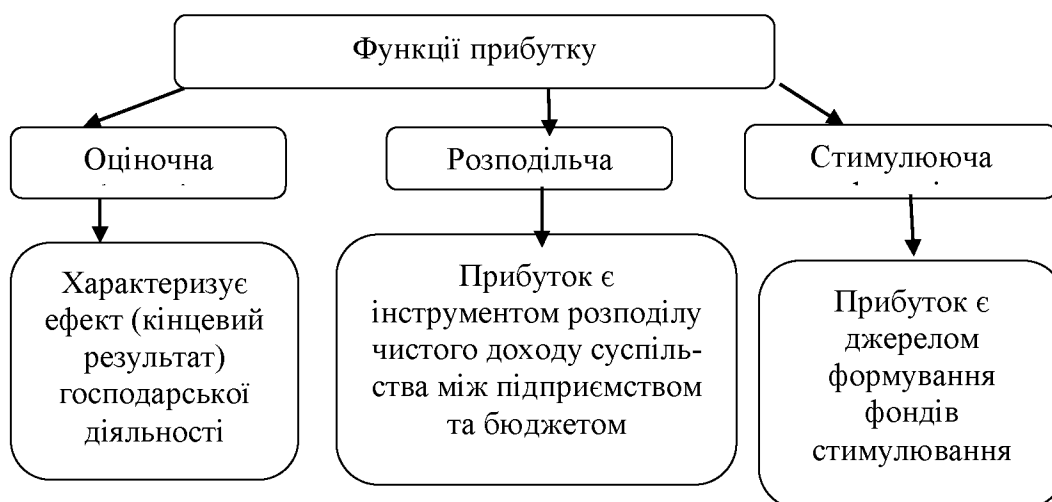 Функції прибутку
Оціночна
Розподільча
Стимулююча
Характеризує
ефект (кінцевий
результат)
господарської
діяльності
Прибуток є
інструментом розподілу
чистого доходу суспіль-
ства між підприємством
та бюджетом
Прибуток є
джерелом
формування
фондів
стимулювання